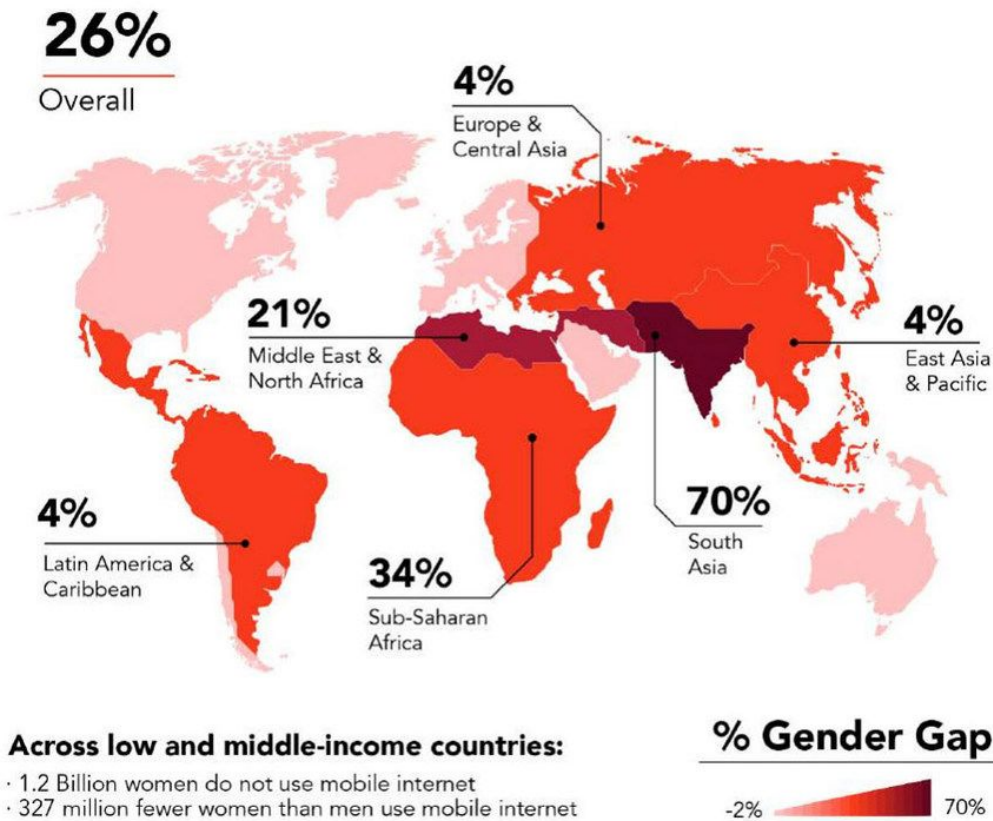 26%
Overall
4%
Europe &
Central Asia
21%
Middle East &
North Africa
4%
East Asia
& Pacific
4%
Latin America &
Caribbean
34%
Sub-Saharan
Africa
70%
South
Asia
Across low and middle-income countries:
· 1.2 Billion women do not use mobile internet
· 327 million fewer women than men use mobile internet
% Gender Gap
-2%
70%